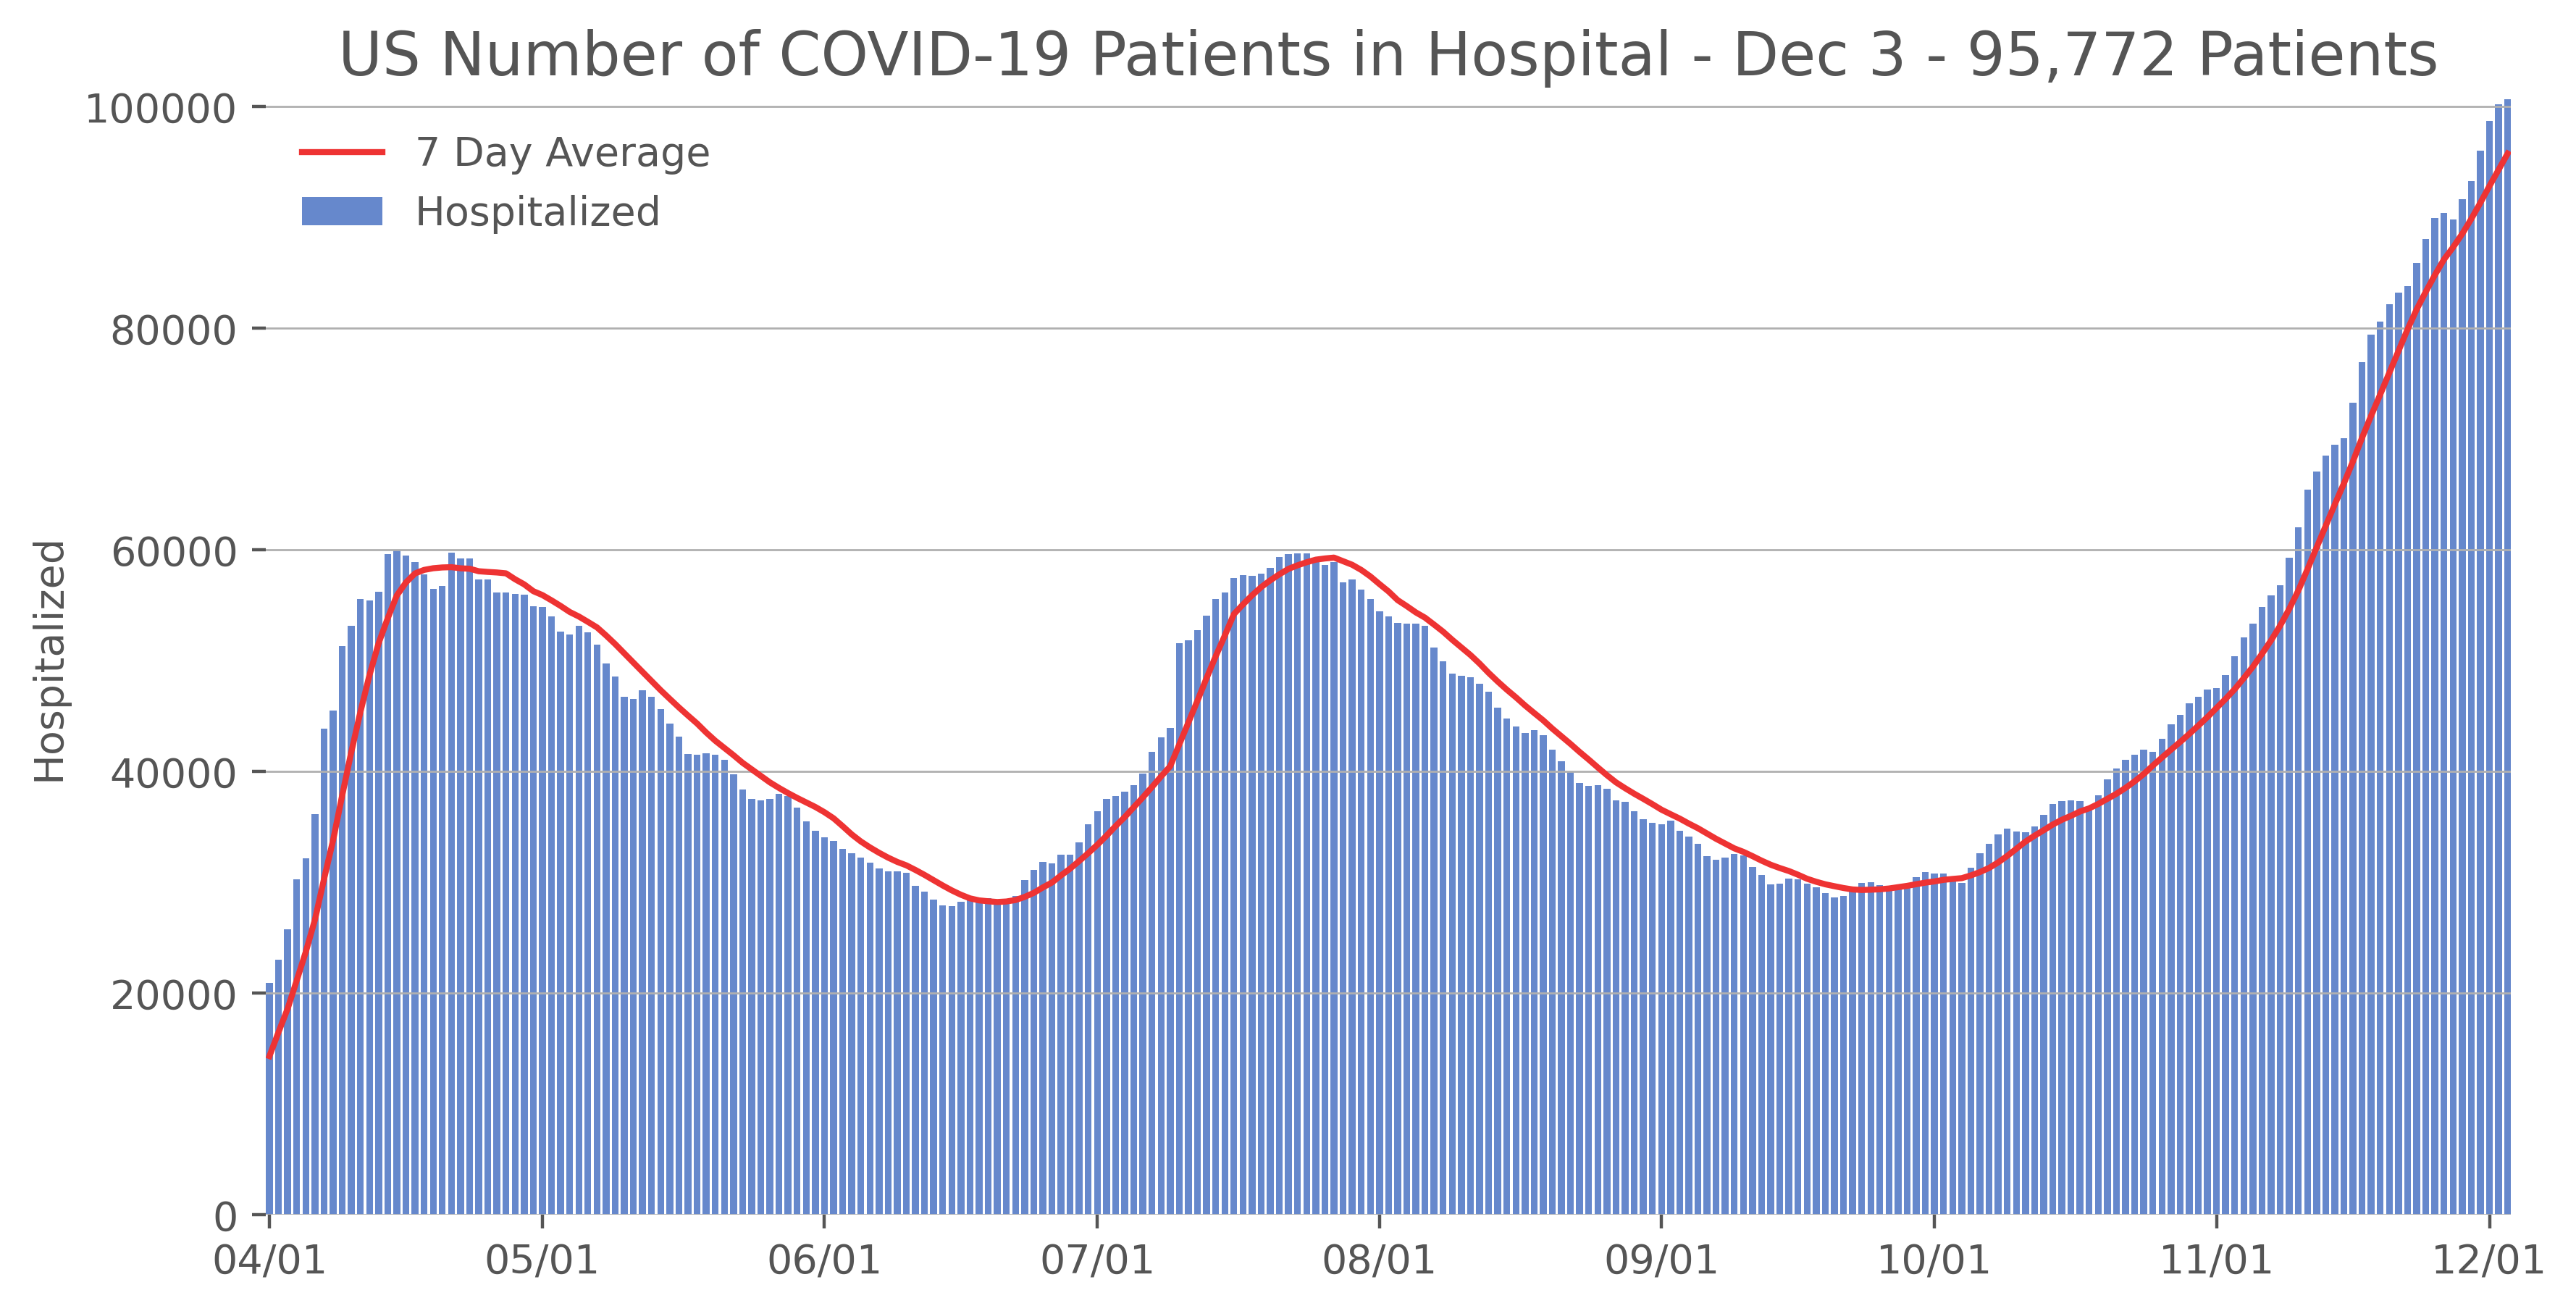 US Number of COVID-19 Patients in Hospital - Dec 3 - 95,772 Patients
7 Day Average
Hospitalized
Hospitalized
100000
80000
60000
40000
20000
0
04/01 05/01 06/01 07/01 08/01 09/01 10/01 11/01 12/01